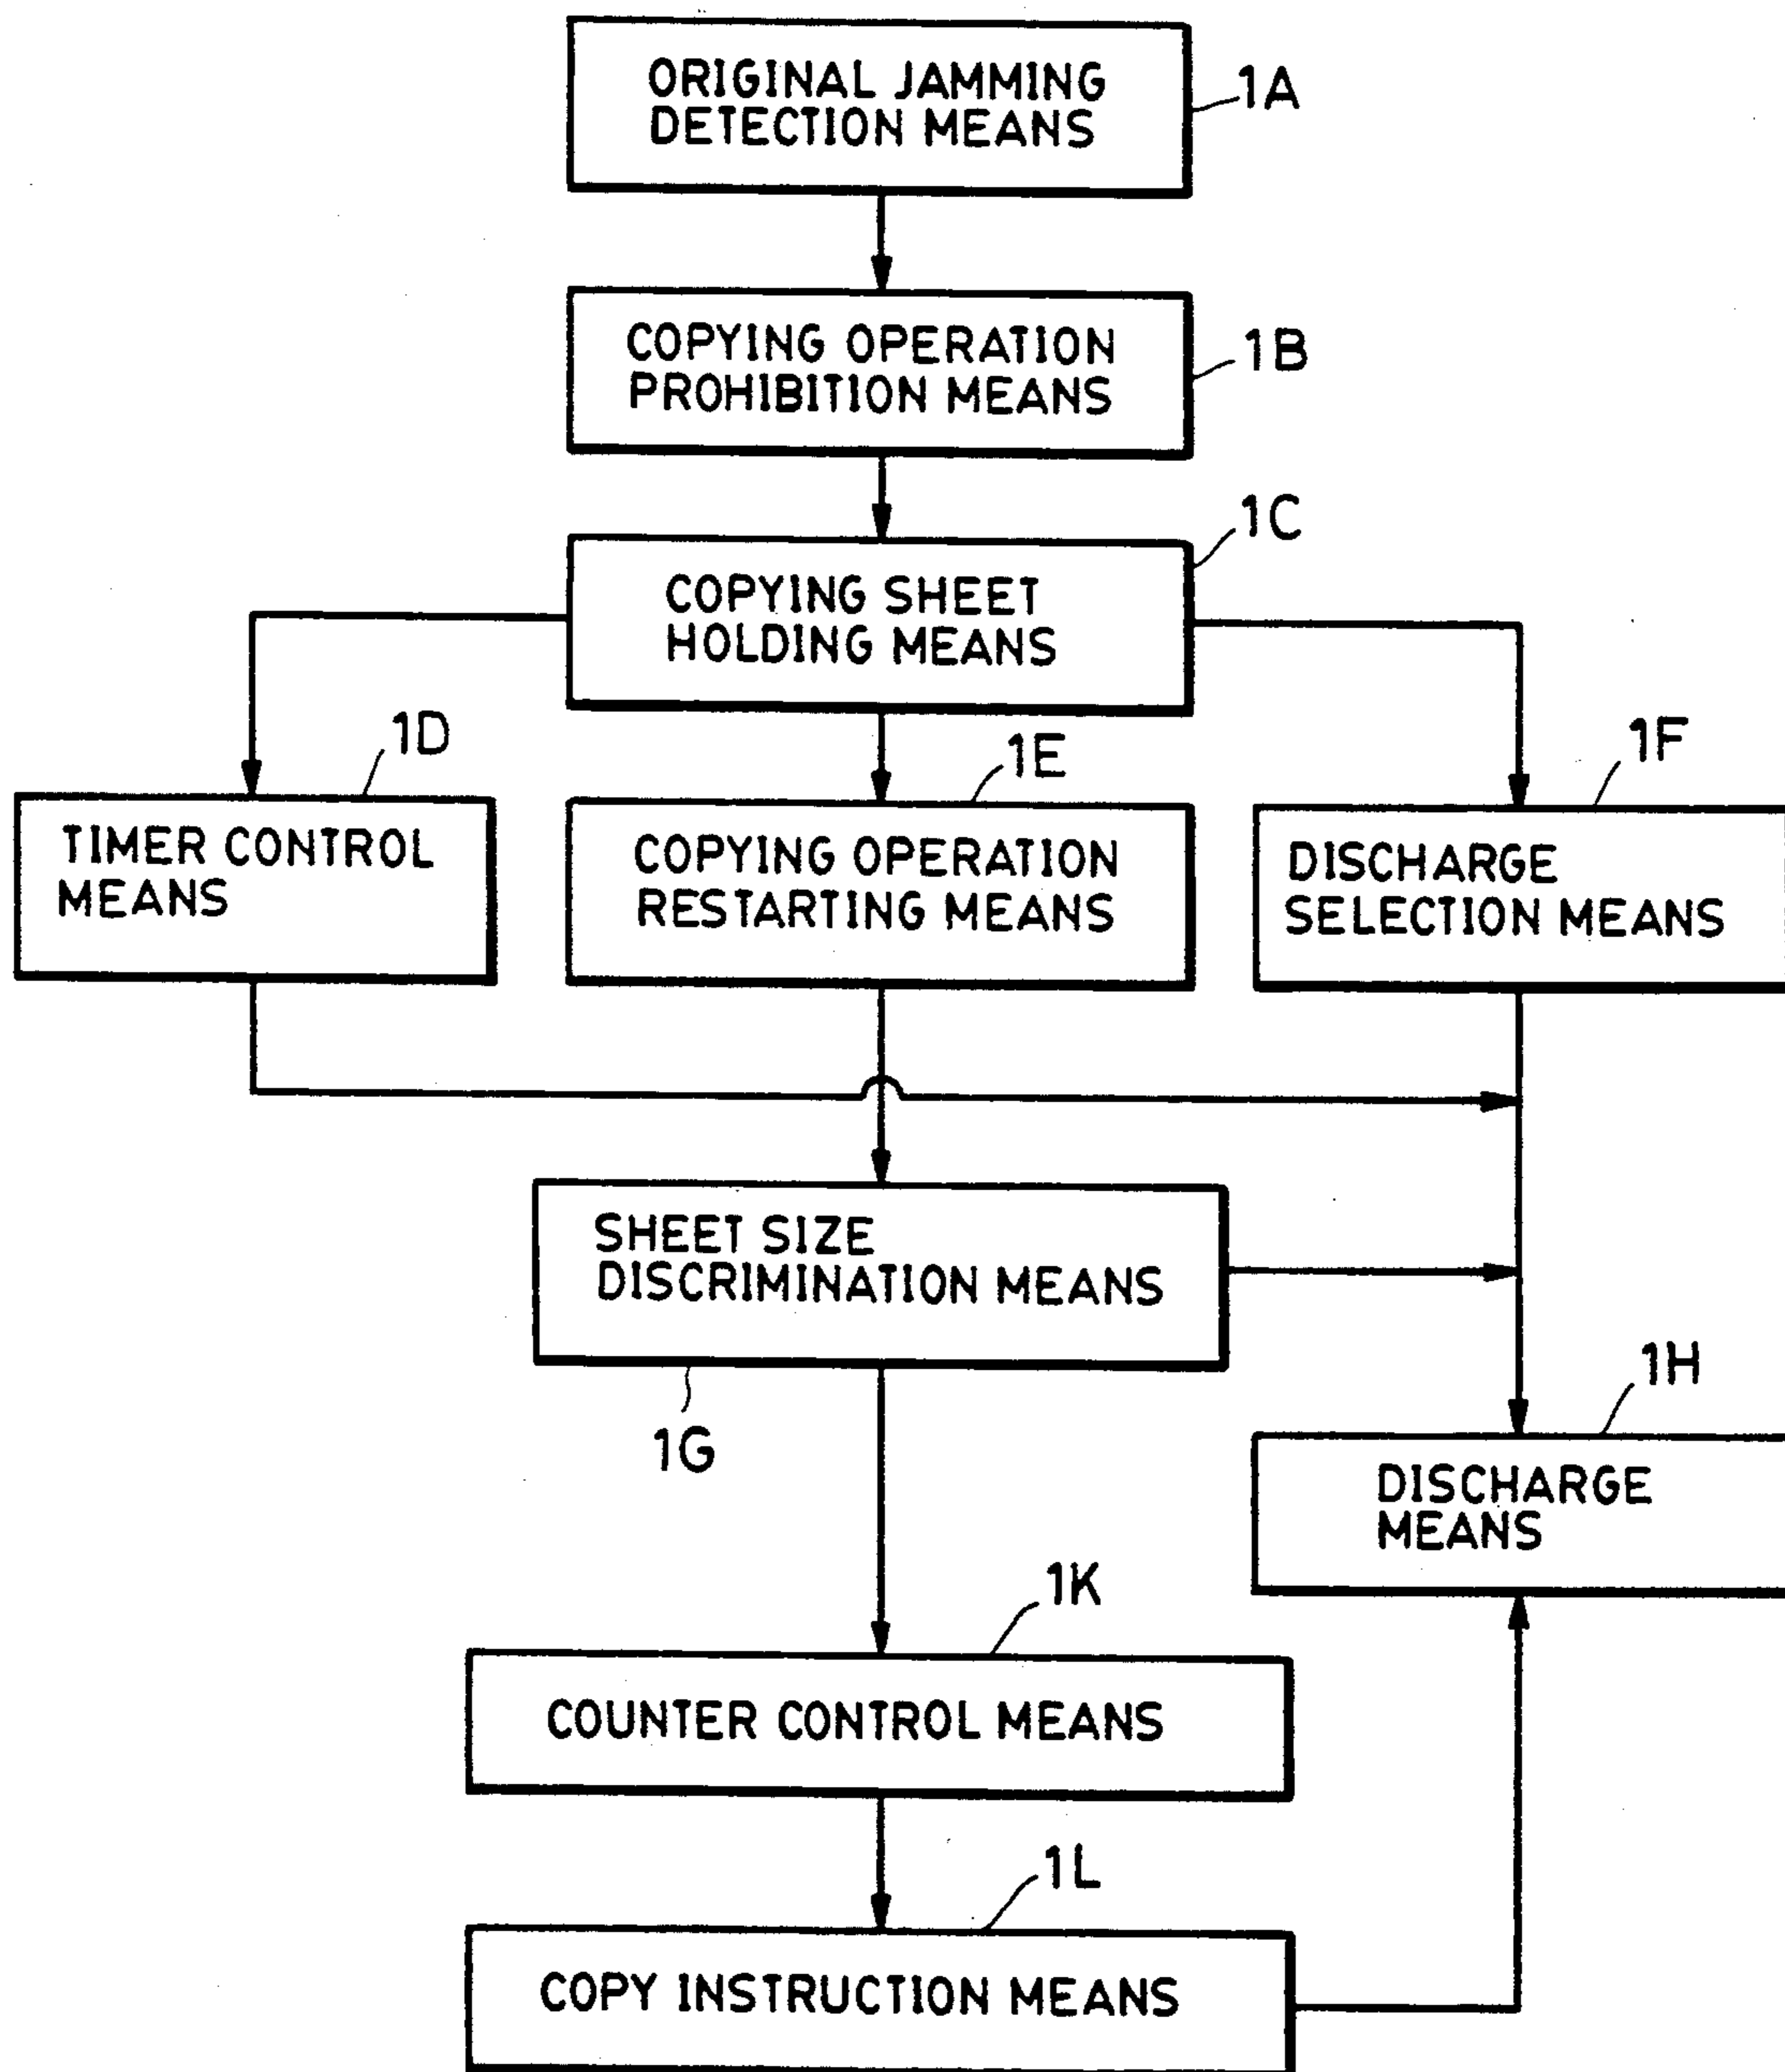 ORIGINAL JAMMING
DETECTION MEANS
1A
COPYING OPERATION
PROHIBITION MEANS
1B
1C
COPYING SHEET
HOLDING MEANS
1D
1E
1F
TIMER CONTROL
MEANS
COPYING OPERATION
RESTARTING MEANS
DISCHARGE
SELECTION MEANS
SHEET SIZE
DISCRIMINATION MEANS
1G
1H
DISCHARGE
MEANS
1K
COUNTER CONTROL MEANS
1L
COPY INSTRUCTION MEANS